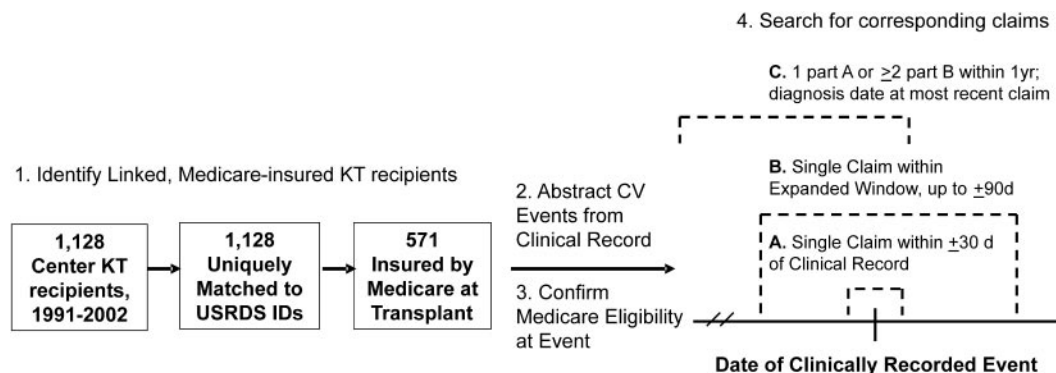 4. Search for corresponding claims
C. 1 part A or ≥2 part B within 1yr;
diagnosis date at most recent claim
1. Identify Linked, Medicare-insured KT recipients
1,128
Center KT
recipients,
1991-2002
1,128
Uniquely
Matched to
USRDS IDs
571
Insured by
Medicare at
Transplant
2. Abstract CV
Events from
Clinical Record
3. Confirm
Medicare Eligibility
at Event
B. Single Claim within
Expanded Window, up to ±90d
A. Single Claim within ±30 d
of Clinical Record
Date of Clinically Recorded Event